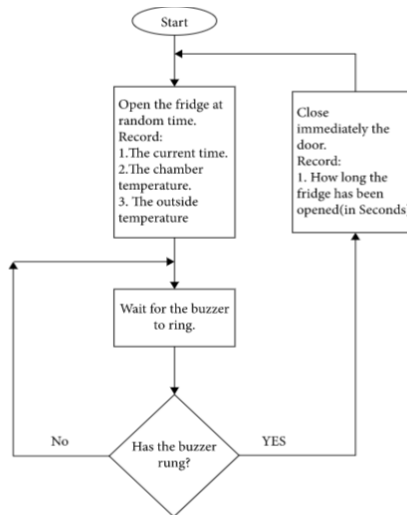 Start
Open the fridge at
random time.
Record:
1.The current time.
2.The chamber
temperature.
3. The outside
temperature
Close
immediately the
door.
Record:
1. How long the
fridge has been
opened(in Seconds)
Wait for the buzzer
to ring.
No
Has the buzzer
rung?
YES